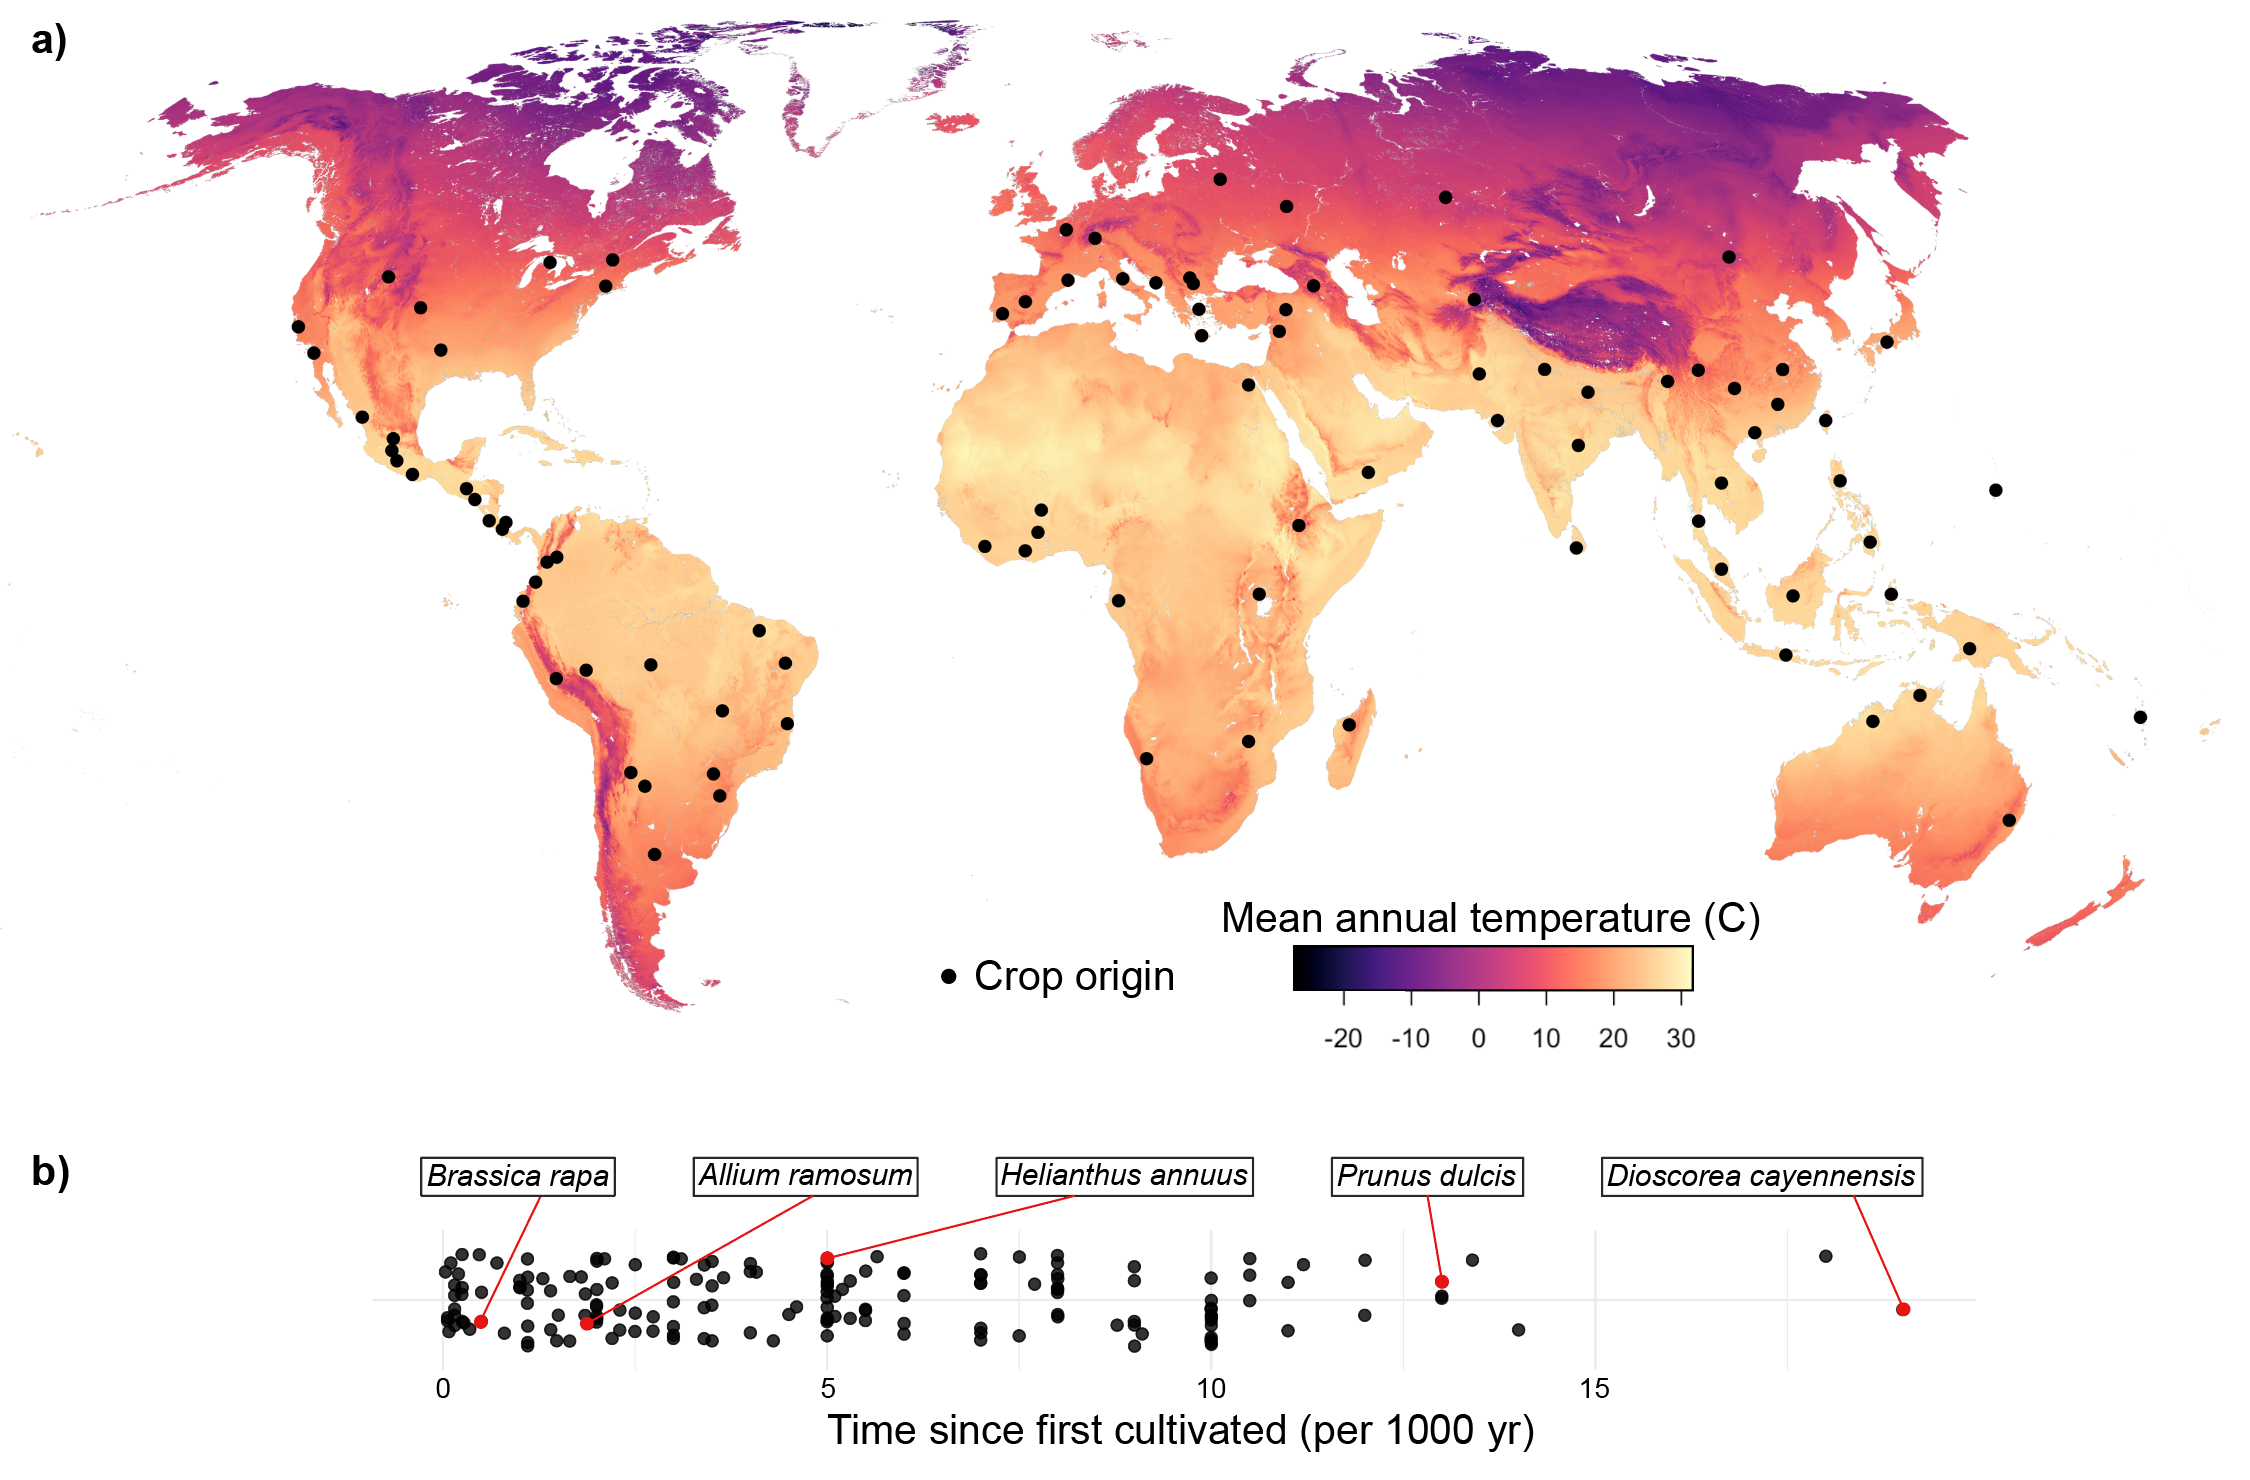 a)
Mean annual temperature (C)
Crop origin
-20 -10 0 10 20 30
b)
Brassica rapa Allium ramosum Helianthus annuus Prunus dulcis Dioscorea cayennensis
0 5 10 15
Time since first cultivated (per 1000 yr)